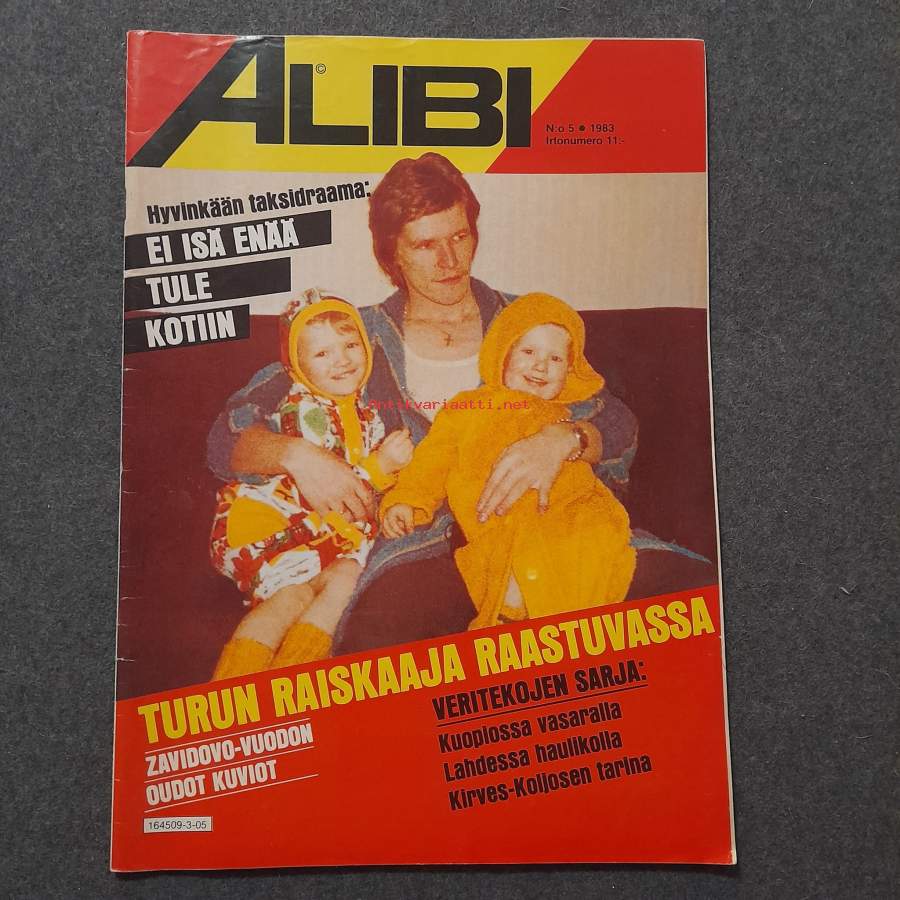 ALIBI
©
N:o 5 ● 1983
Irtonumero 11:-
Hyvinkään taksidraama:
EI ISÄ ENÄÄ
TULE
KOTIIN
Antikvariaatti.net
TURUN RAISKAAJA RAASTUVASSA
ZAVIDOVO-VUODON
OUDOT KUVIOT
VERITEKOJEN SARJA:
Kuopiossa vasaralla
Lahdessa haulikolla
Kirves-Koljosen tarina
164509-3-05